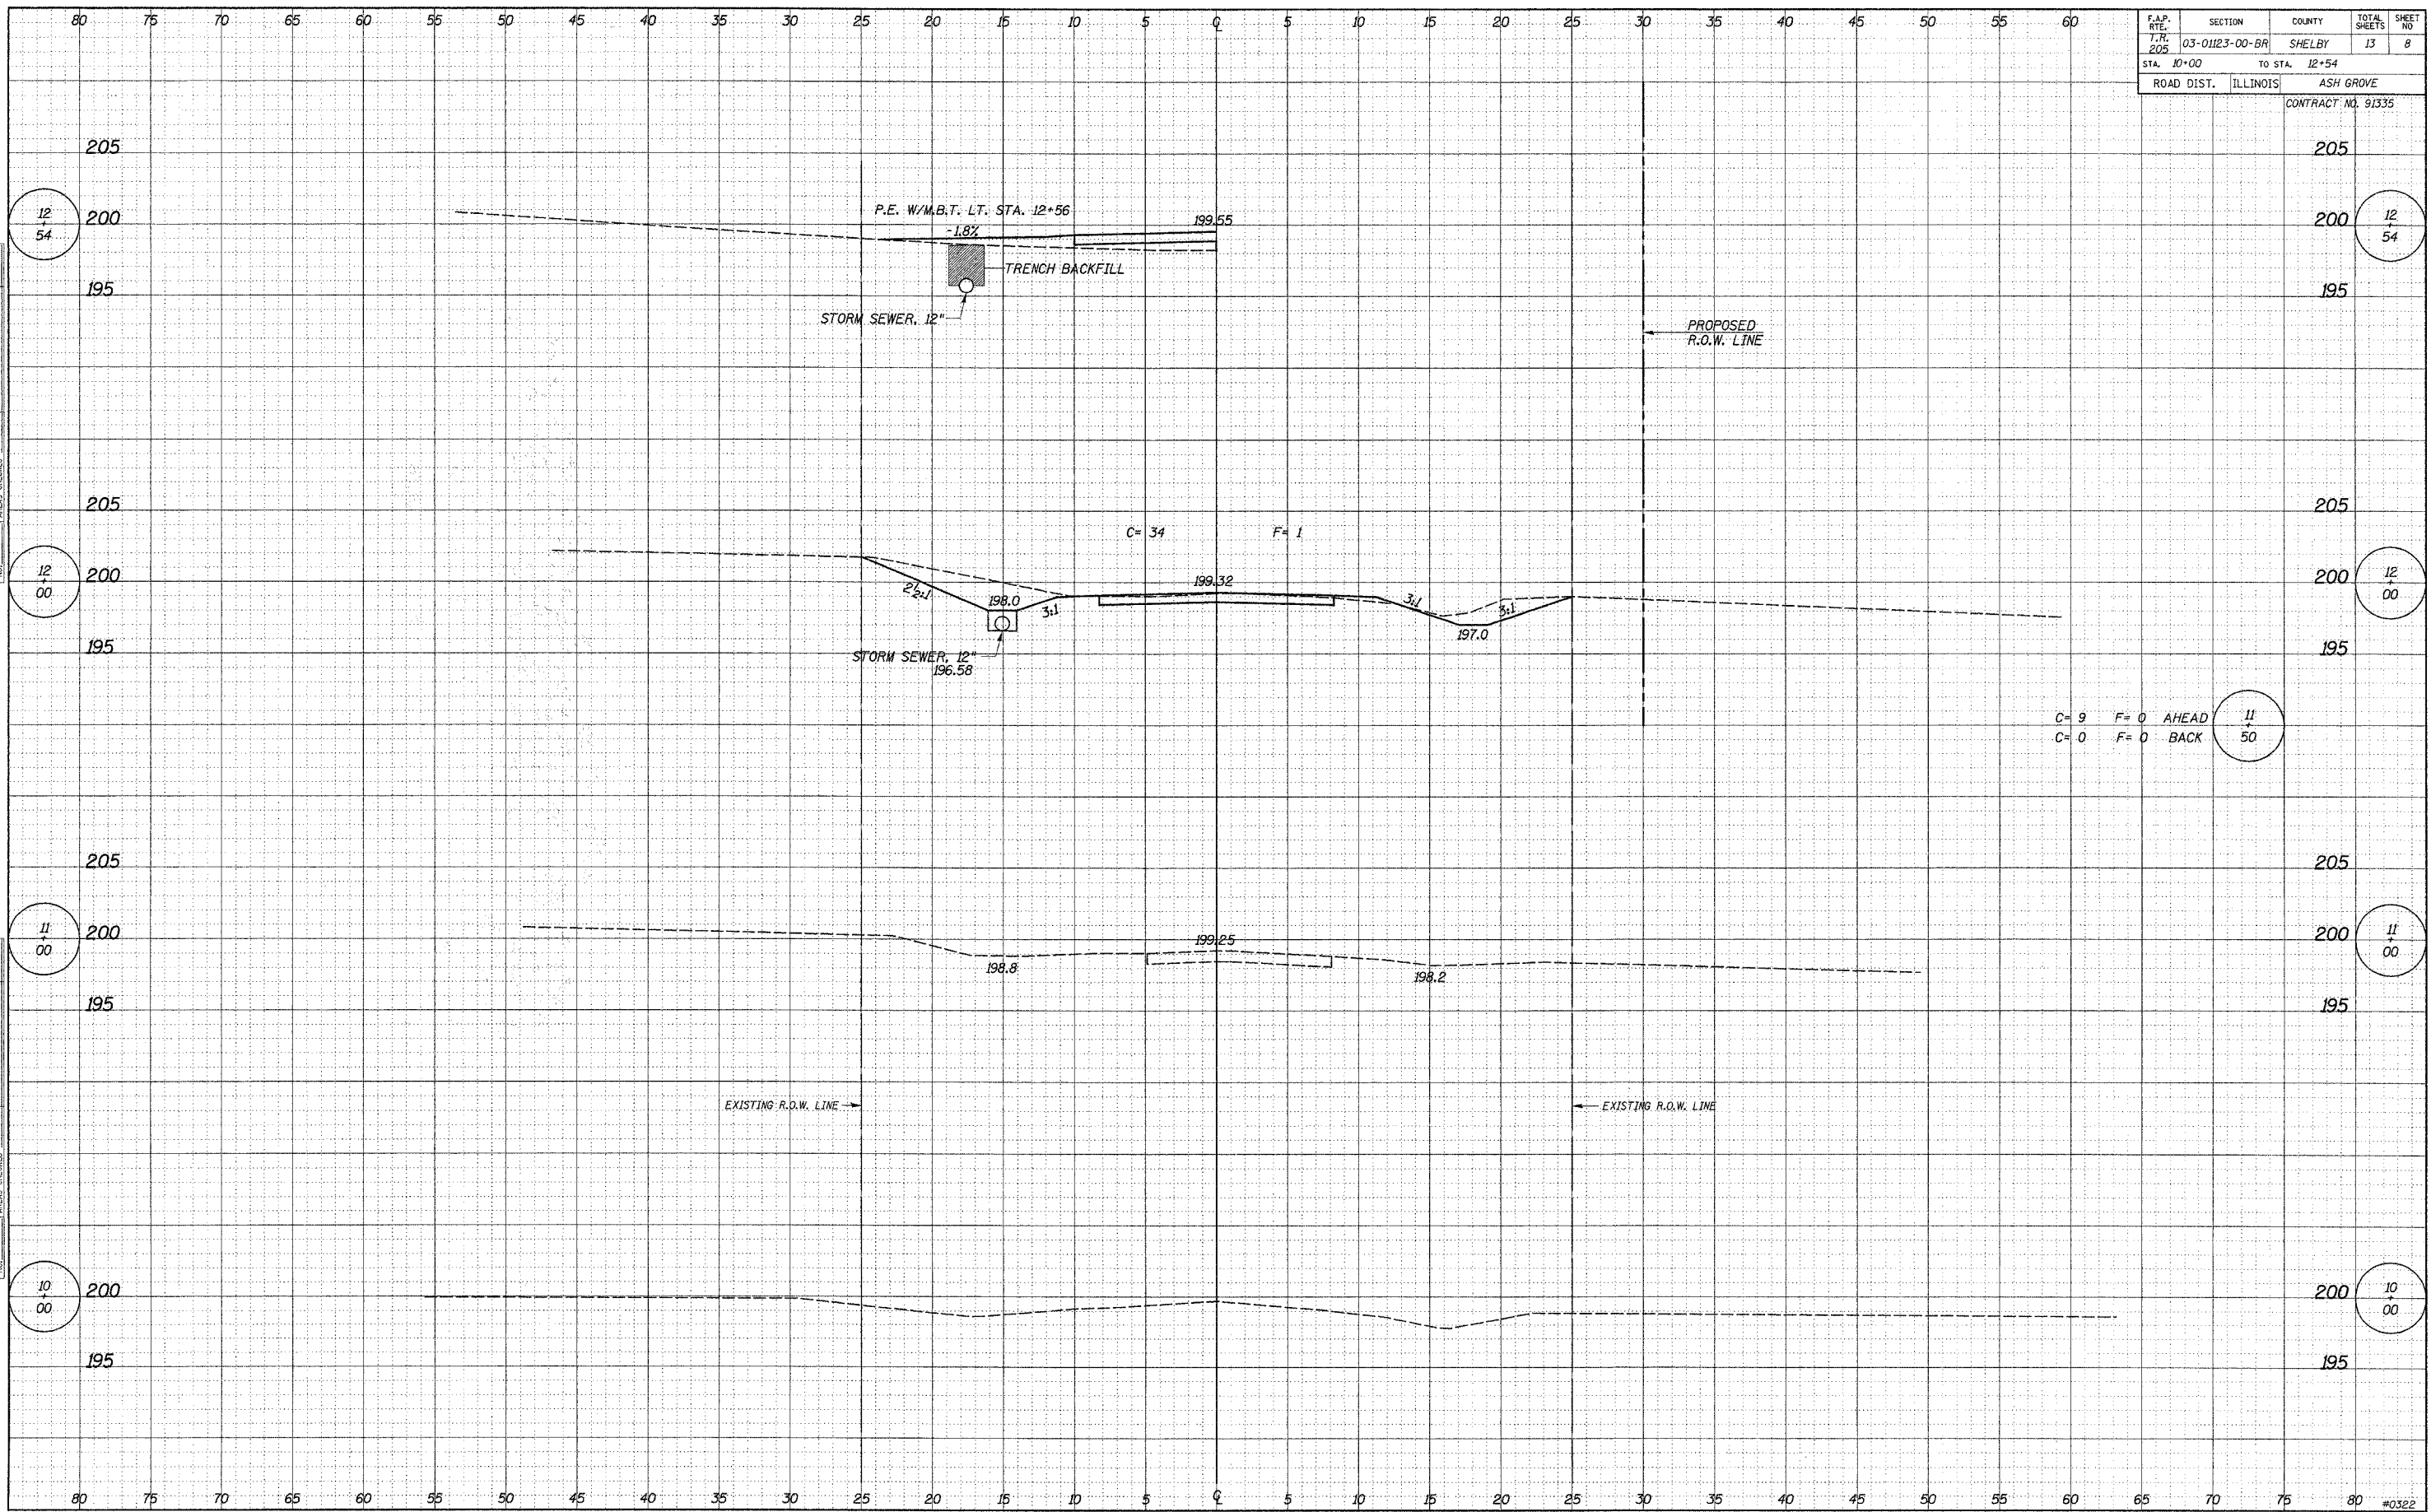 80 75 70 65 60 55 50 45 40 35 30 25 20 15 10 5 ℄ 5 10 15 20 25 30 35 40 45 50 55 60
F.A.P. RTE. SECTION COUNTY TOTAL SHEETS SHEET NO
T.R. 205 03-01123-00-BR SHELBY 13 8
STA. 10+00 TO STA. 12+54
ROAD DIST. ILLINOIS ASH GROVE
CONTRACT NO. 91335
205 205
12 + 54 200 200 12 + 54
P.E. W/M.B.T. LT. STA. 12+56
-1.8%
199.55
TRENCH BACKFILL
195 195
STORM SEWER, 12"
PROPOSED
R.O.W. LINE
205 205
C= 34 F= 1
12 + 00 200 200 12 + 00
199.32
2½:1 198.0 3:1 3:1 3:1
197.0
195 195
STORM SEWER, 12"
196.58
C= 9 F= 0 AHEAD
C= 0 F= 0 BACK
11 + 50
205 205
11 + 00 200 200 11 + 00
199.25
198.8
198.2
195 195
EXISTING R.O.W. LINE EXISTING R.O.W. LINE
10 + 00 200 200 10 + 00
195 195
80 75 70 65 60 55 50 45 40 35 30 25 20 15 10 5 ℄ 5 10 15 20 25 30 35 40 45 50 55 60 65 70 75 80
#0322